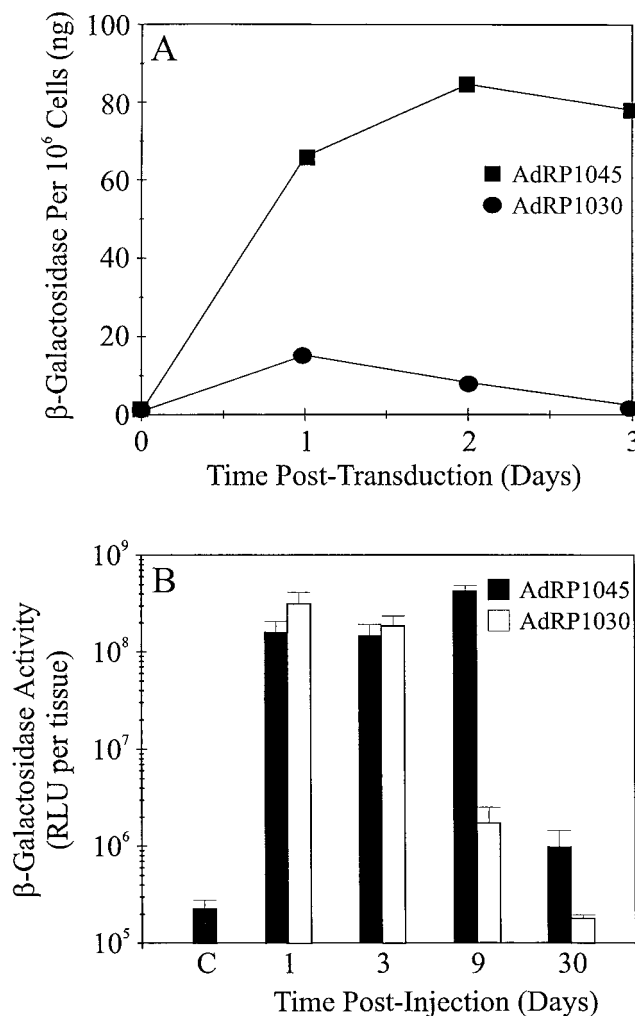 A
β-Galactosidase Per 10⁶ Cells (ng)
100
80
60
40
20
0
■ AdRP1045
● AdRP1030
0 1 2 3
Time Post-Transduction (Days)
B
β-Galactosidase Activity
(RLU per tissue)
10⁹
10⁸
10⁷
10⁶
10⁵
AdRP1045
AdRP1030
C 1 3 9 30
Time Post-Injection (Days)